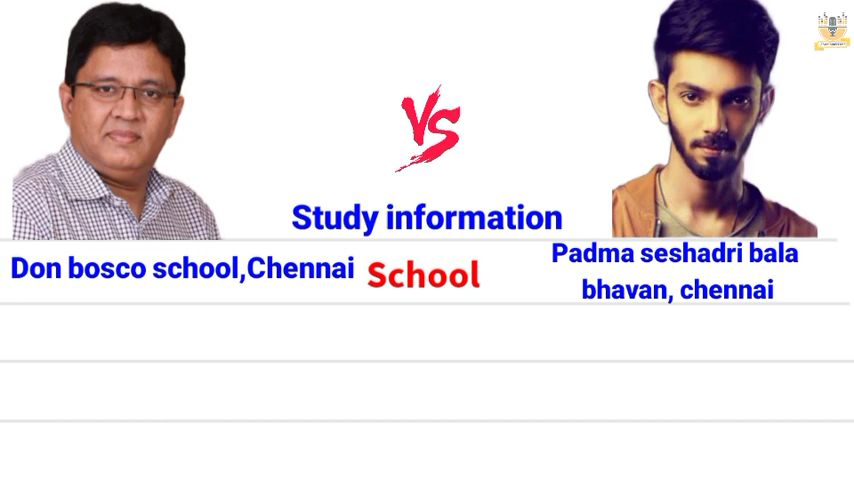 VS
Study information
Don bosco school,Chennai
School
Padma seshadri bala
bhavan, chennai